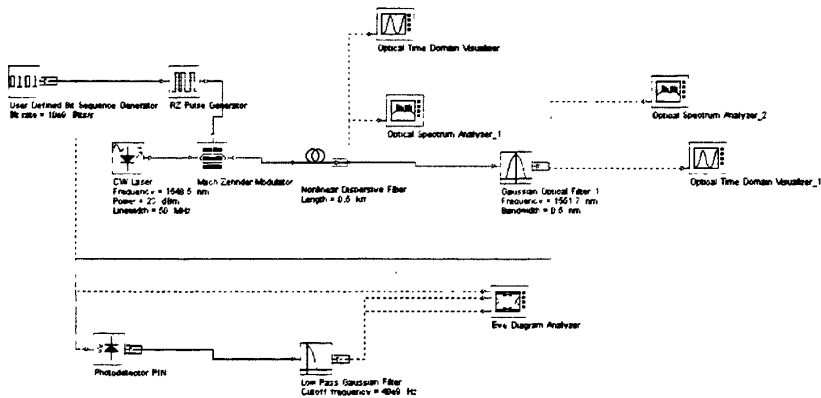 Optical Time Domain Visualizer
0101
User Defined Bit Sequence Generator
Bit rate = 10e9 Bits/s
RZ Pulse Generator
Optical Spectrum Analyzer_1
Optical Spectrum Analyzer_2
CW Laser
Frequency = 1548.5 nm
Power = 23 dBm
Linewidth = 50 MHz
Mach Zehnder Modulator
Nonlinear Dispersive Fiber
Length = 0.5 km
Gaussian Optical Filter 1
Frequency = 1551.7 nm
Bandwidth = 0.5 nm
Optical Time Domain Visualizer_1
Eye Diagram Analyzer
Photodetector PIN
Low Pass Gaussian Filter
Cutoff frequency = 40e9 Hz